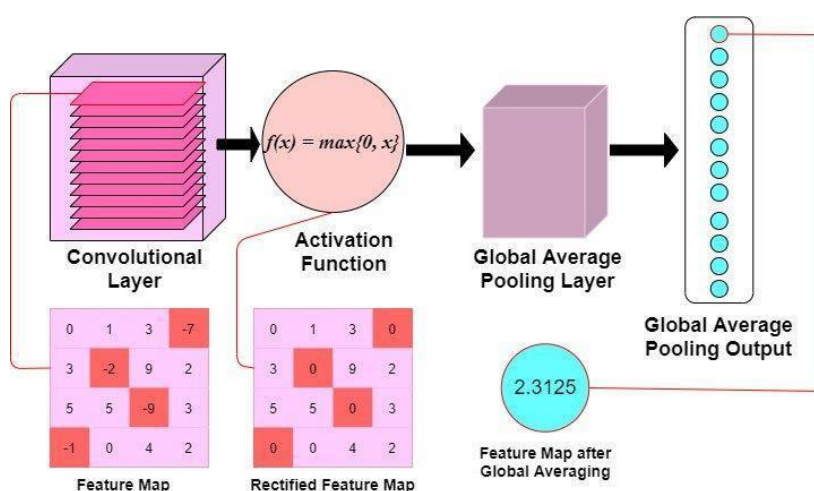 f(x) = max{0, x}
Convolutional
Layer
Activation
Function
Global Average
Pooling Layer
Global Average
Pooling Output
0 1 3 -7
3 -2 9 2
5 5 -9 3
-1 0 4 2
Feature Map
0 1 3 0
3 0 9 2
5 5 0 3
0 0 4 2
Rectified Feature Map
2.3125
Feature Map after
Global Averaging